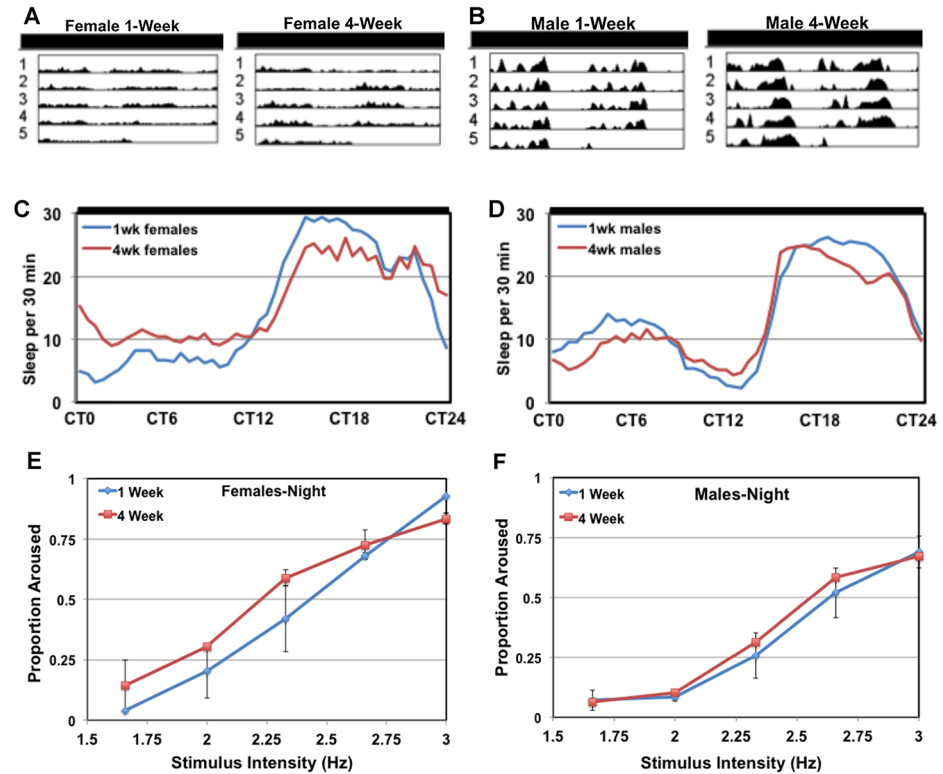 A
Female 1-Week
Female 4-Week
1
2
3
4
5
1
2
3
4
5
B
Male 1-Week
Male 4-Week
1
2
3
4
5
1
2
3
4
5
C
Sleep per 30 min
30
20
10
0
1wk females
4wk females
CT0 CT6 CT12 CT18 CT24
D
Sleep per 30 min
30
20
10
0
1wk males
4wk males
CT0 CT6 CT12 CT18 CT24
E
Females-Night
1 Week
4 Week
Proportion Aroused
1
0.75
0.5
0.25
0
1.5 1.75 2 2.25 2.5 2.75 3
Stimulus Intensity (Hz)
F
Males-Night
1 Week
4 Week
Proportion Aroused
1
0.75
0.5
0.25
0
1.5 1.75 2 2.25 2.5 2.75 3
Stimulus Intensity (Hz)